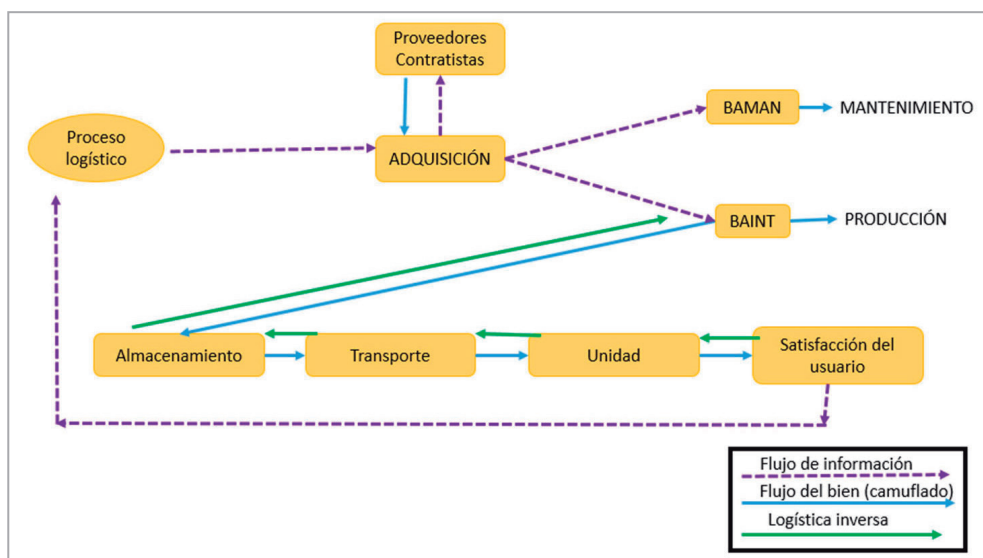 Proveedores
Contratistas
Proceso
logístico
ADQUISICIÓN
BAMAN
MANTENIMIENTO
BAINT
PRODUCCIÓN
Almacenamiento
Transporte
Unidad
Satisfacción del
usuario
Flujo de información
Flujo del bien (camuflado)
Logística inversa